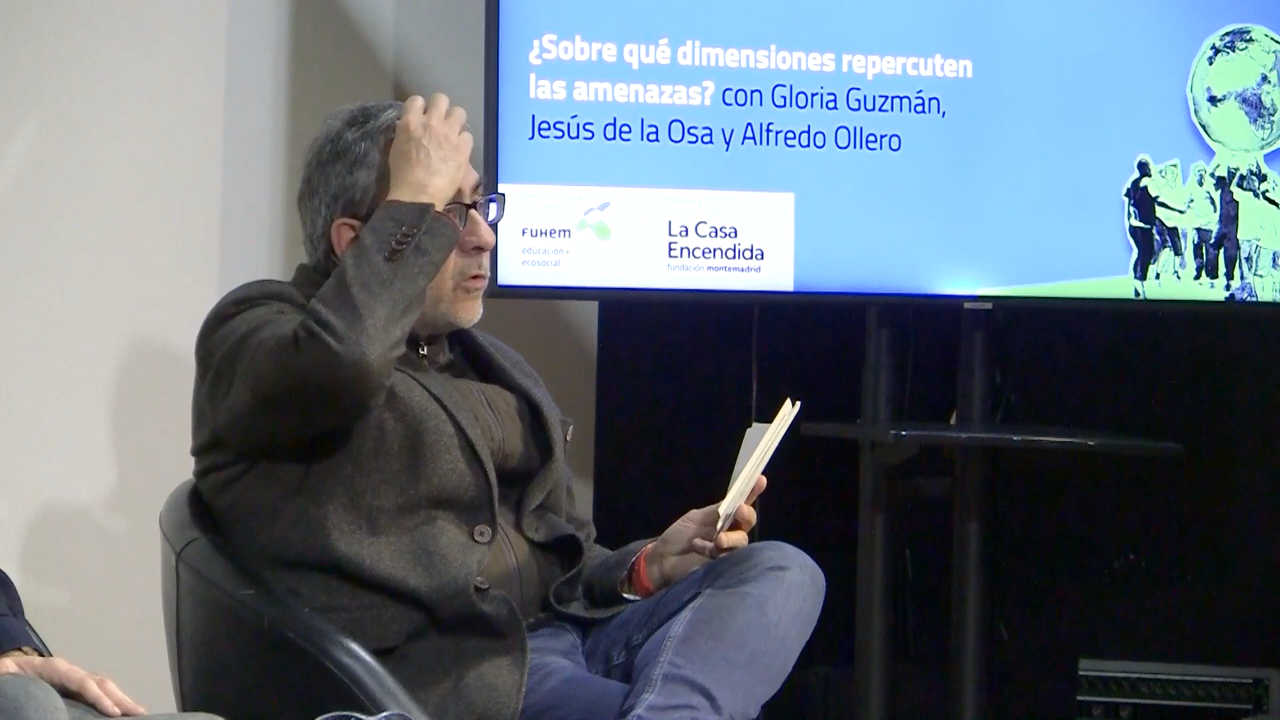 ¿Sobre qué dimensiones repercuten
las amenazas? con Gloria Guzmán,
Jesús de la Osa y Alfredo Ollero
FUHEM
educación+
ecosocial
La Casa
Encendida
fundación montemadrid